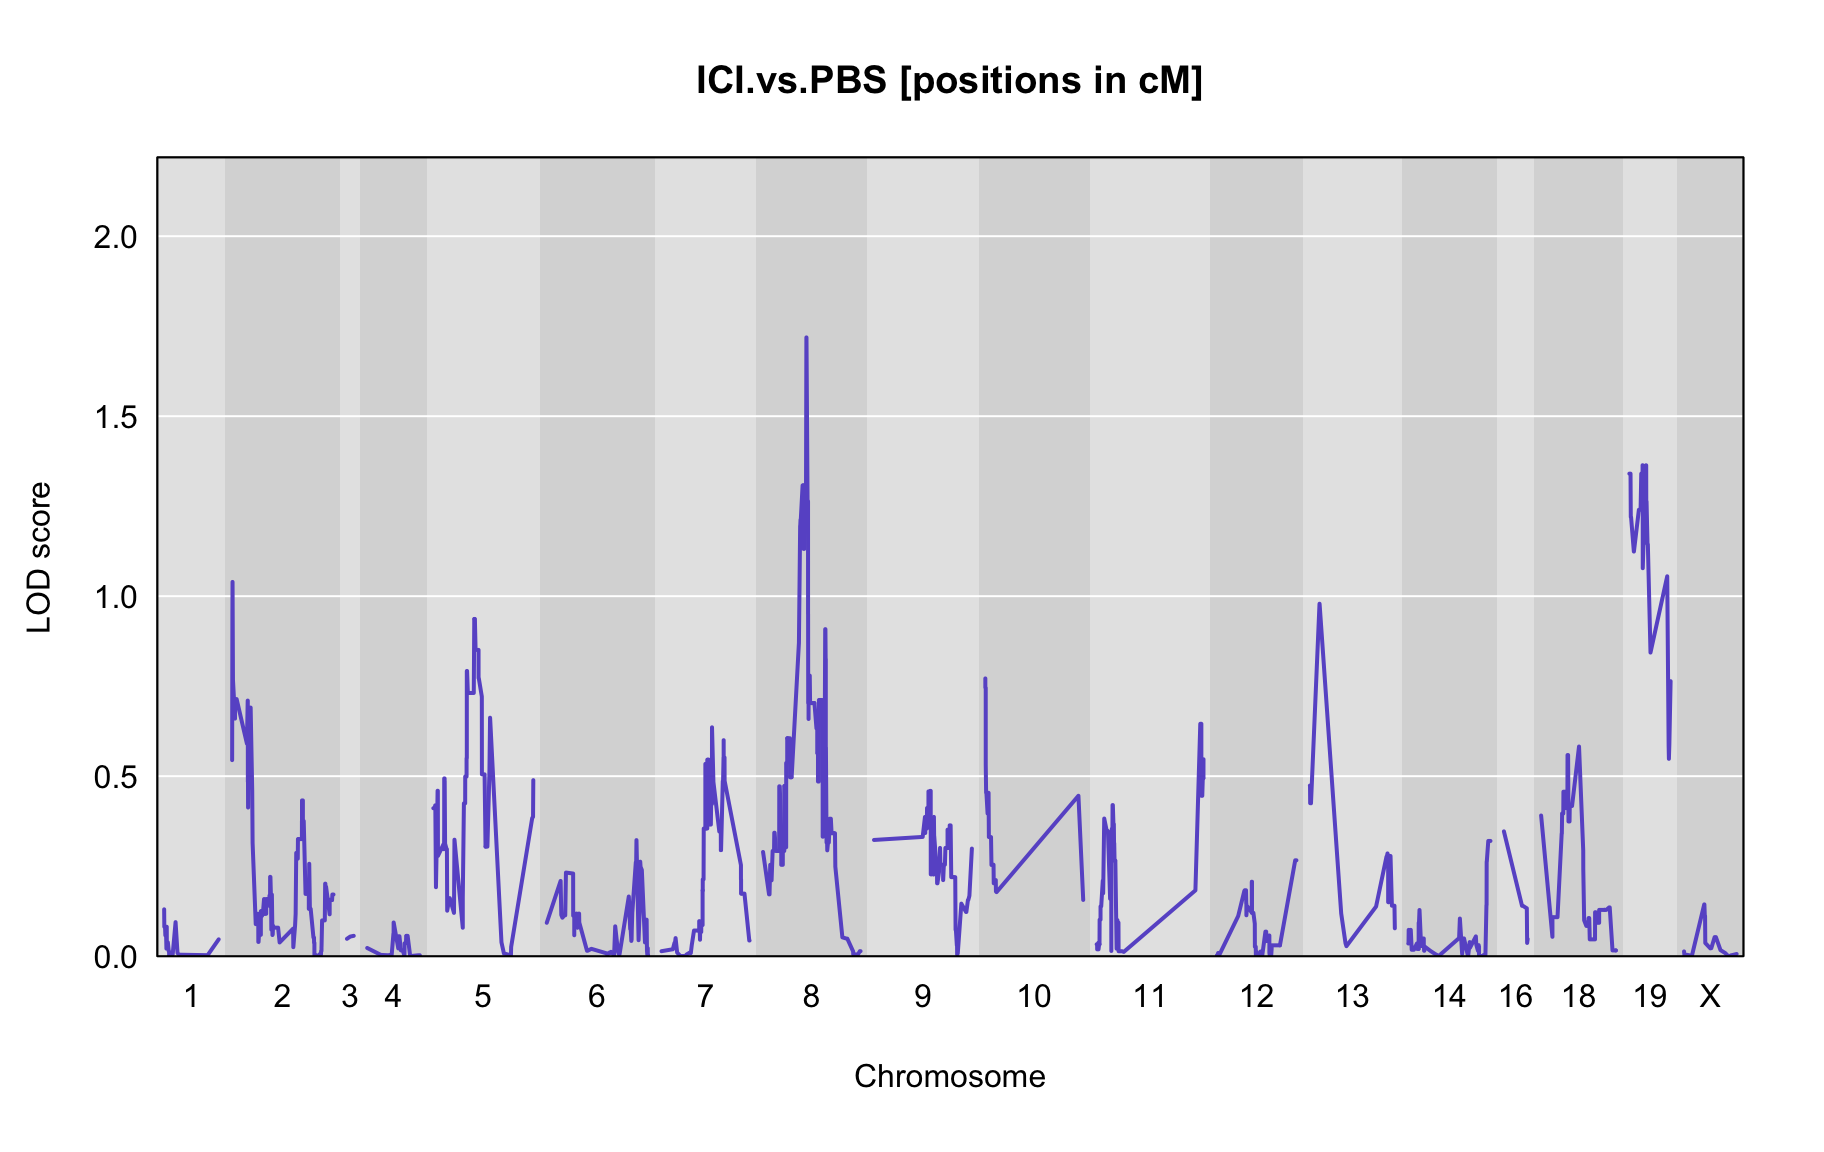 ICI.vs.PBS [positions in cM]
2.0
1.5
1.0
0.5
0.0
LOD score
1 2 3 4 5 6 7 8 9 10 11 12 13 14 16 18 19 X
Chromosome